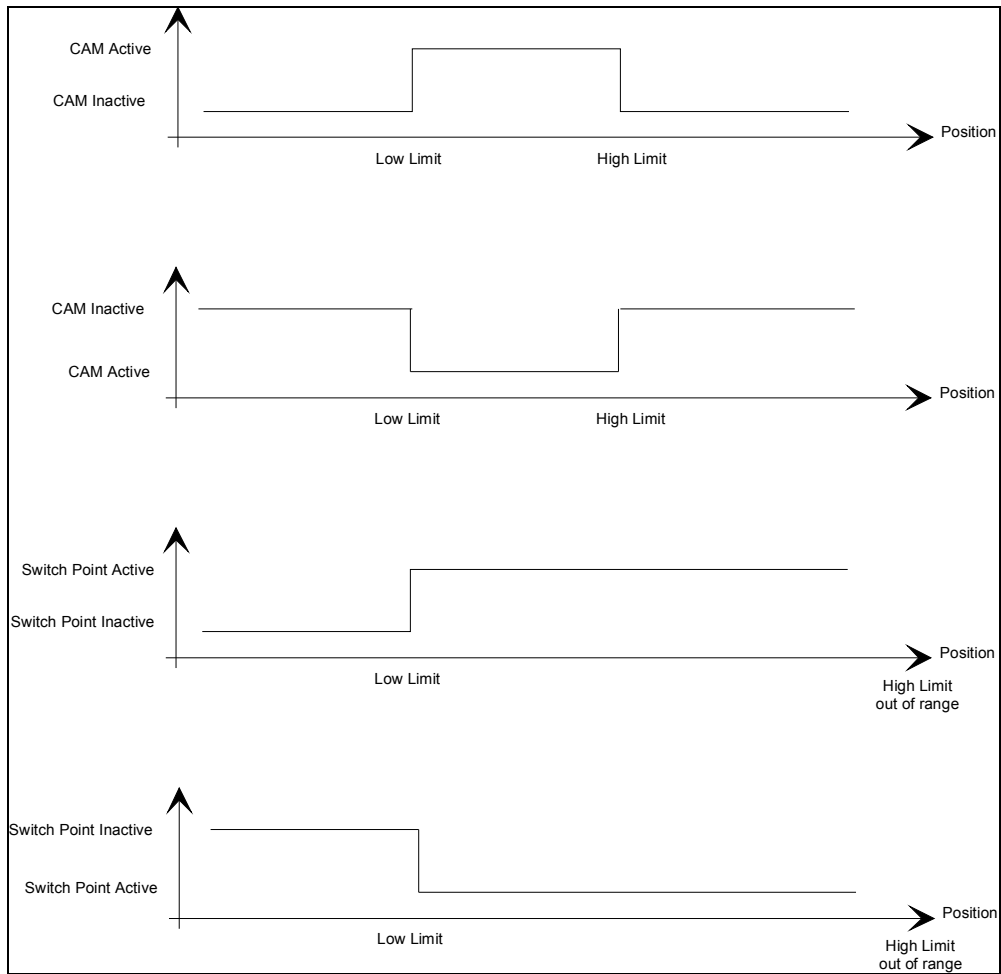 CAM Active
CAM Inactive
Position
Low Limit
High Limit
CAM Inactive
CAM Active
Position
Low Limit
High Limit
Switch Point Active
Switch Point Inactive
Position
Low Limit
High Limit
out of range
Switch Point Inactive
Switch Point Active
Position
Low Limit
High Limit
out of range